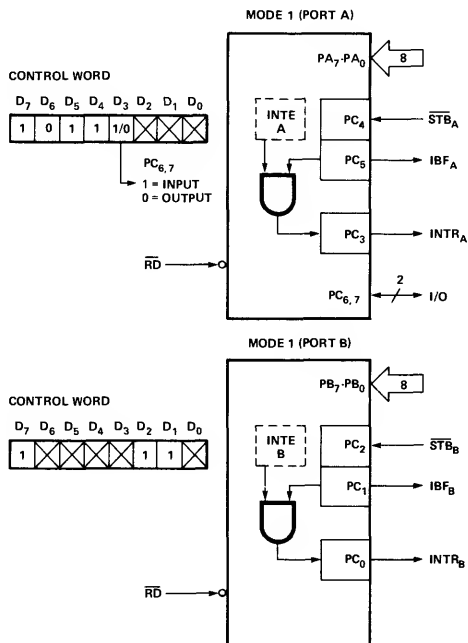 MODE 1 (PORT A)
PA7-PA0
8
CONTROL WORD
D7 D6 D5 D4 D3 D2 D1 D0
1 0 1 1 1/0
PC6,7
1 = INPUT
0 = OUTPUT
INTE
A
PC4
STBA
PC5
IBFA
PC3
INTRA
RD
PC6,7
2
I/O
MODE 1 (PORT B)
PB7-PB0
8
CONTROL WORD
D7 D6 D5 D4 D3 D2 D1 D0
1 1 1
INTE
B
PC2
STBB
PC1
IBFB
PC0
INTRB
RD